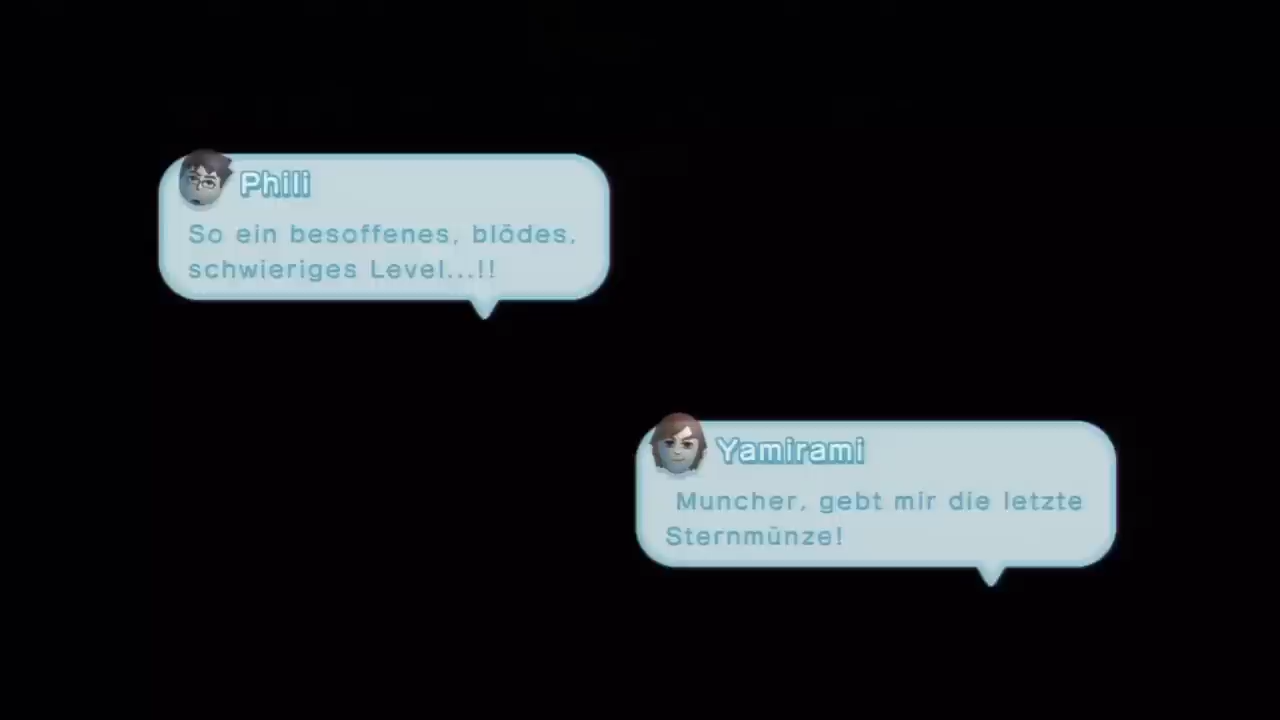 Phili
So ein besoffenes, blödes,
schwieriges Level...!!
Yamirami
Muncher, gebt mir die letzte
Sternmünze!